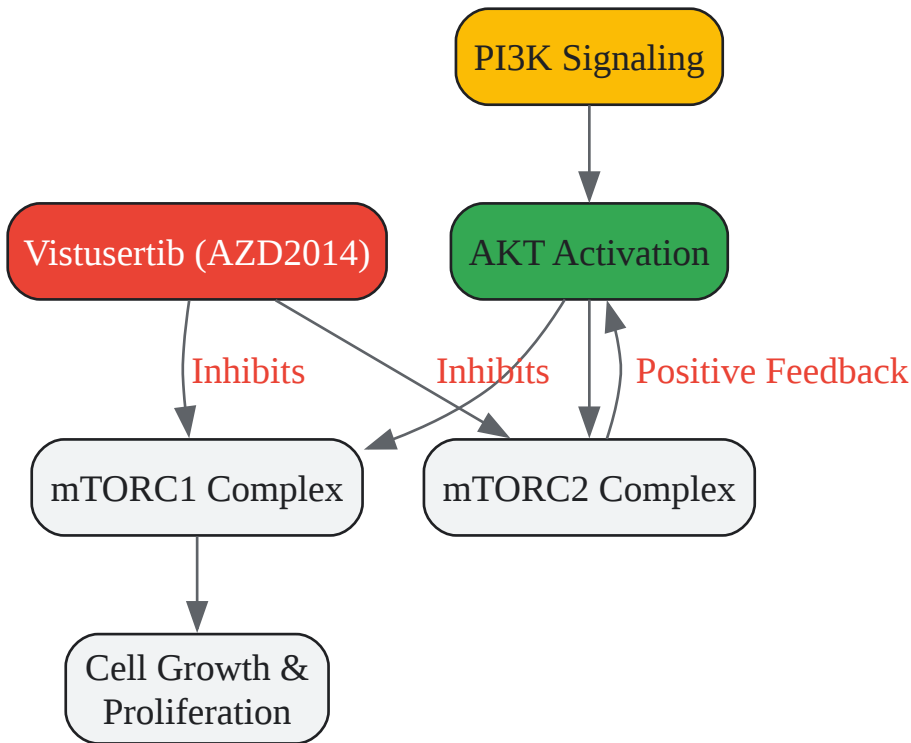 PI3K Signaling
Vistusertib (AZD2014)
AKT Activation
Inhibits
Inhibits
Positive Feedback
mTORC1 Complex
mTORC2 Complex
Cell Growth &
Proliferation